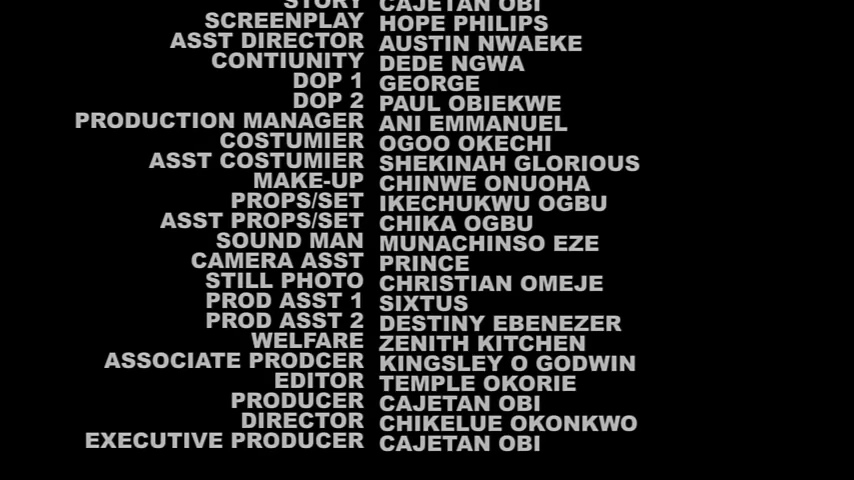 STORY CAJETAN OBI
SCREENPLAY HOPE PHILIPS
ASST DIRECTOR AUSTIN NWAEKE
CONTIUNITY DEDE NGWA
DOP 1 GEORGE
DOP 2 PAUL OBIEKWE
PRODUCTION MANAGER ANI EMMANUEL
COSTUMIER OGOO OKECHI
ASST COSTUMIER SHEKINAH GLORIOUS
MAKE-UP CHINWE ONUOHA
PROPS/SET IKECHUKWU OGBU
ASST PROPS/SET CHIKA OGBU
SOUND MAN MUNACHINSO EZE
CAMERA ASST PRINCE
STILL PHOTO CHRISTIAN OMEJE
PROD ASST 1 SIXTUS
PROD ASST 2 DESTINY EBENEZER
WELFARE ZENITH KITCHEN
ASSOCIATE PRODCER KINGSLEY O GODWIN
EDITOR TEMPLE OKORIE
PRODUCER CAJETAN OBI
DIRECTOR CHIKELUE OKONKWO
EXECUTIVE PRODUCER CAJETAN OBI